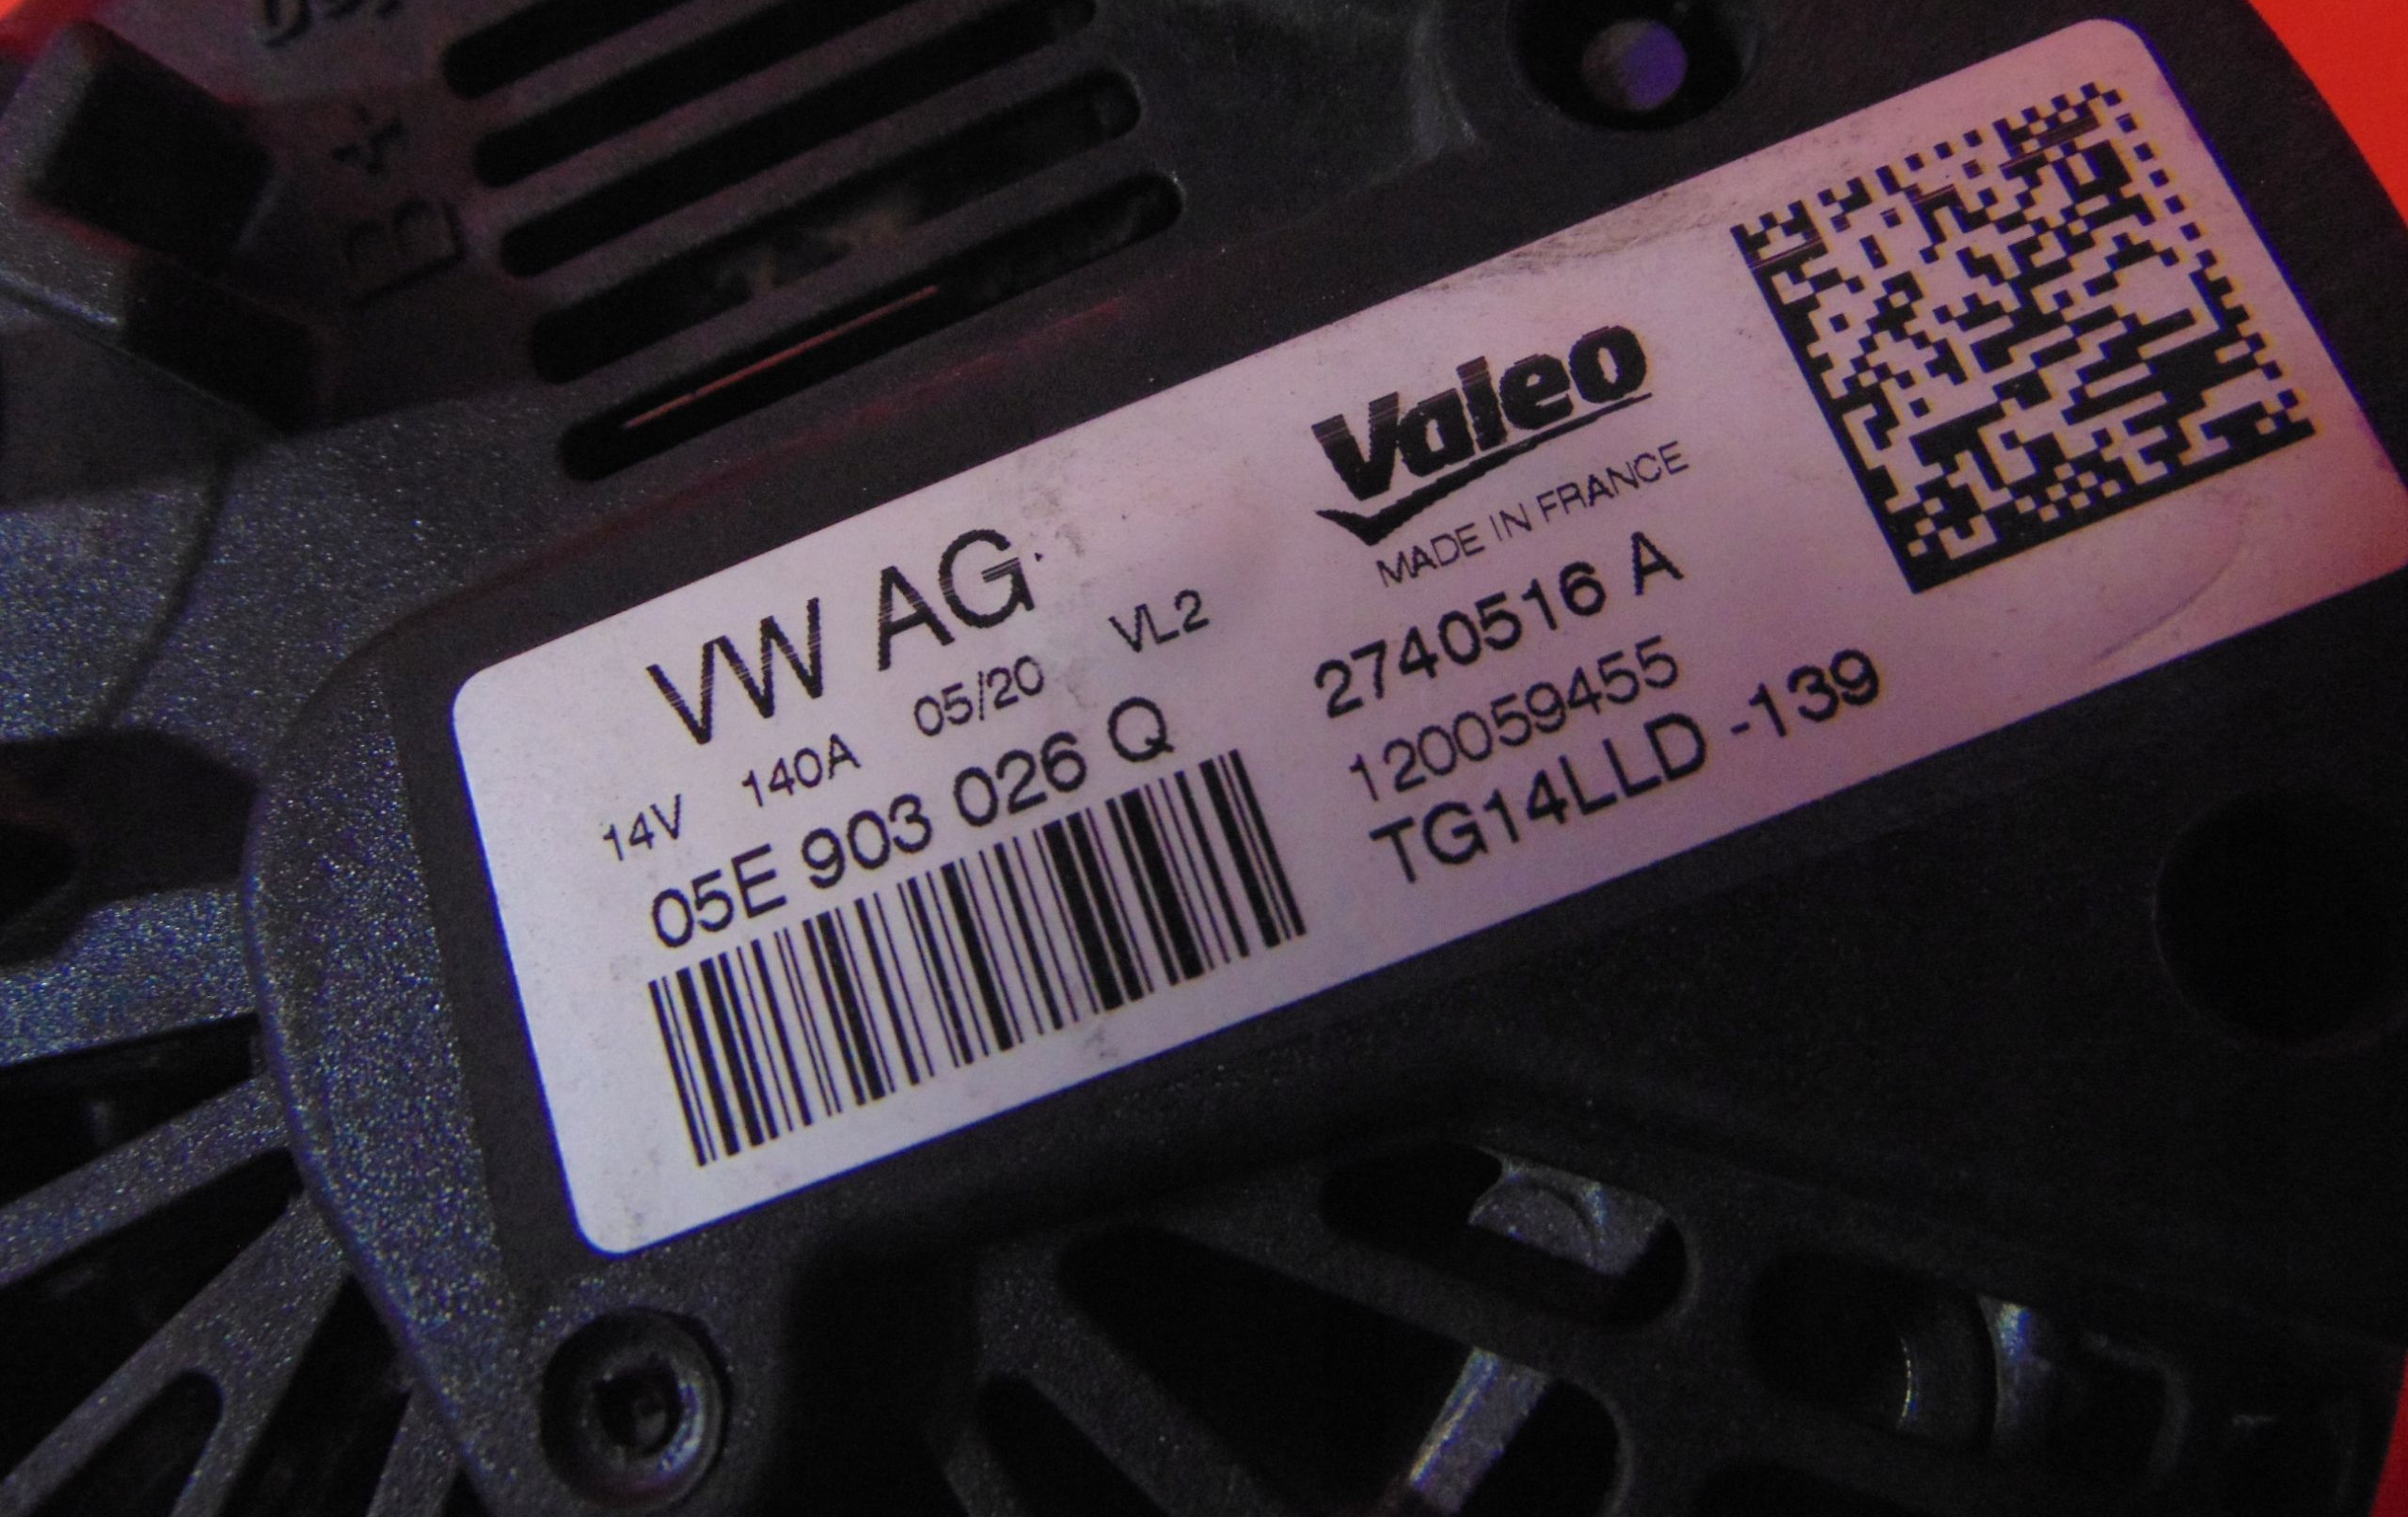 B+
VW AG
14V 140A 05/20 VL2
05E 903 026 Q
Valeo
MADE IN FRANCE
2740516 A
120059455
TG14LLD -139